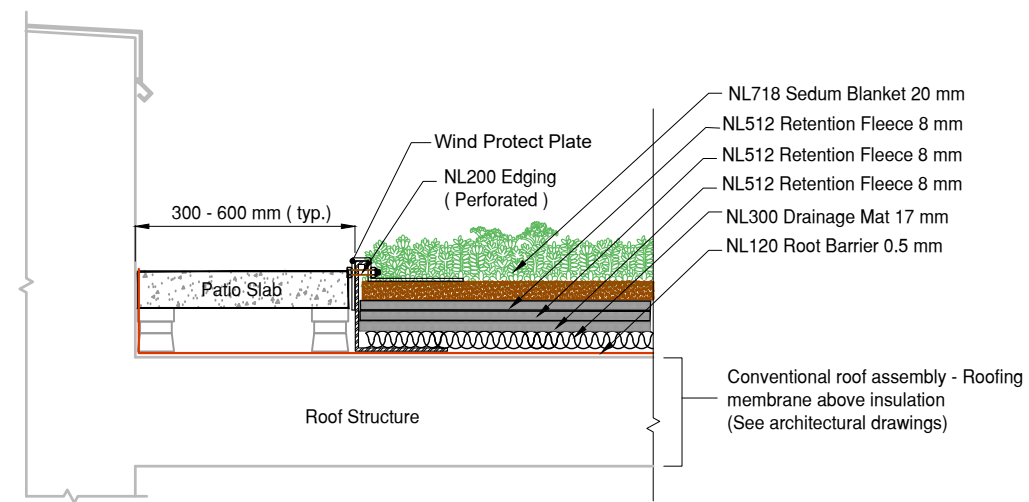 NL718 Sedum Blanket 20 mm
NL512 Retention Fleece 8 mm
Wind Protect Plate
NL512 Retention Fleece 8 mm
NL200 Edging
( Perforated )
NL512 Retention Fleece 8 mm
300 - 600 mm ( typ.)
NL300 Drainage Mat 17 mm
NL120 Root Barrier 0.5 mm
Patio Slab
Conventional roof assembly - Roofing
membrane above insulation
(See architectural drawings)
Roof Structure